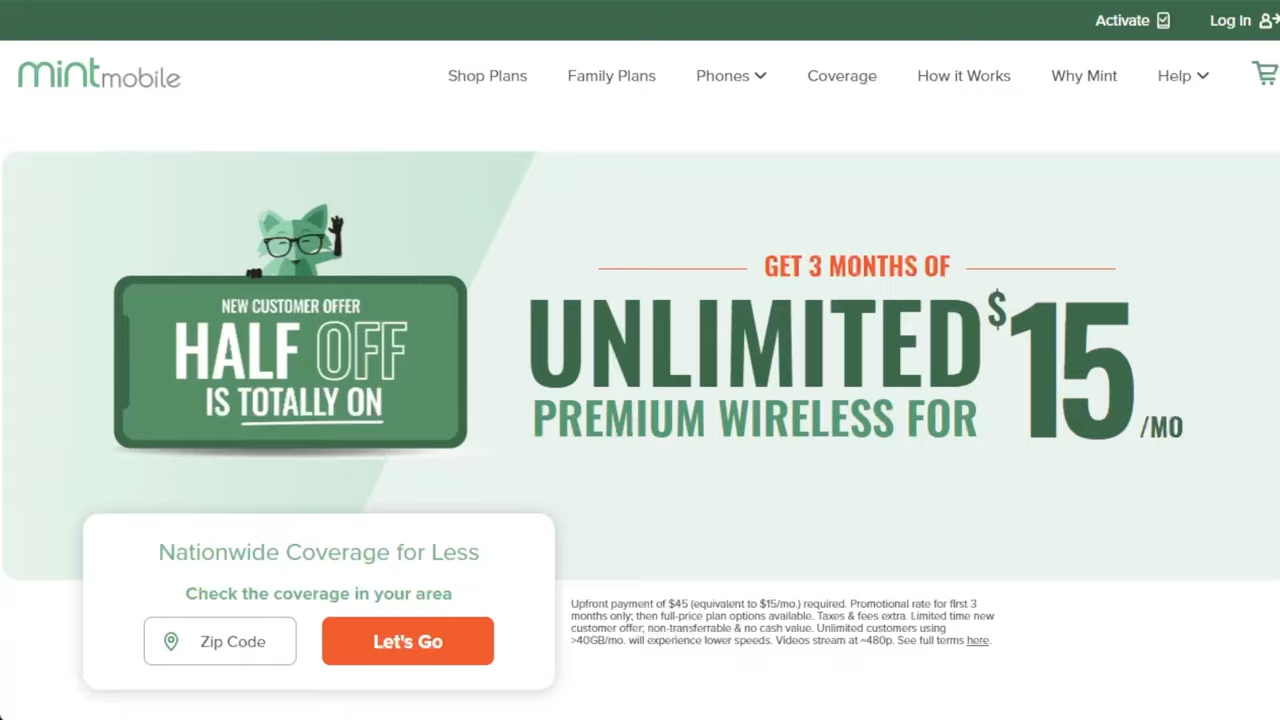 Activate
Log In
mint mobile
Shop Plans
Family Plans
Phones
Coverage
How it Works
Why Mint
Help
NEW CUSTOMER OFFER
HALF OFF
IS TOTALLY ON
GET 3 MONTHS OF
UNLIMITED $15
PREMIUM WIRELESS FOR
/MO
Nationwide Coverage for Less
Check the coverage in your area
Zip Code
Let's Go
Upfront payment of $45 (equivalent to $15/mo.) required. Promotional rate for first 3
months only; then full-price plan options available. Taxes & fees extra. Limited time new
customer offer; non-transferrable & no cash value. Unlimited customers using
>40GB/mo. will experience lower speeds. Videos stream at ~480p. See full terms here.